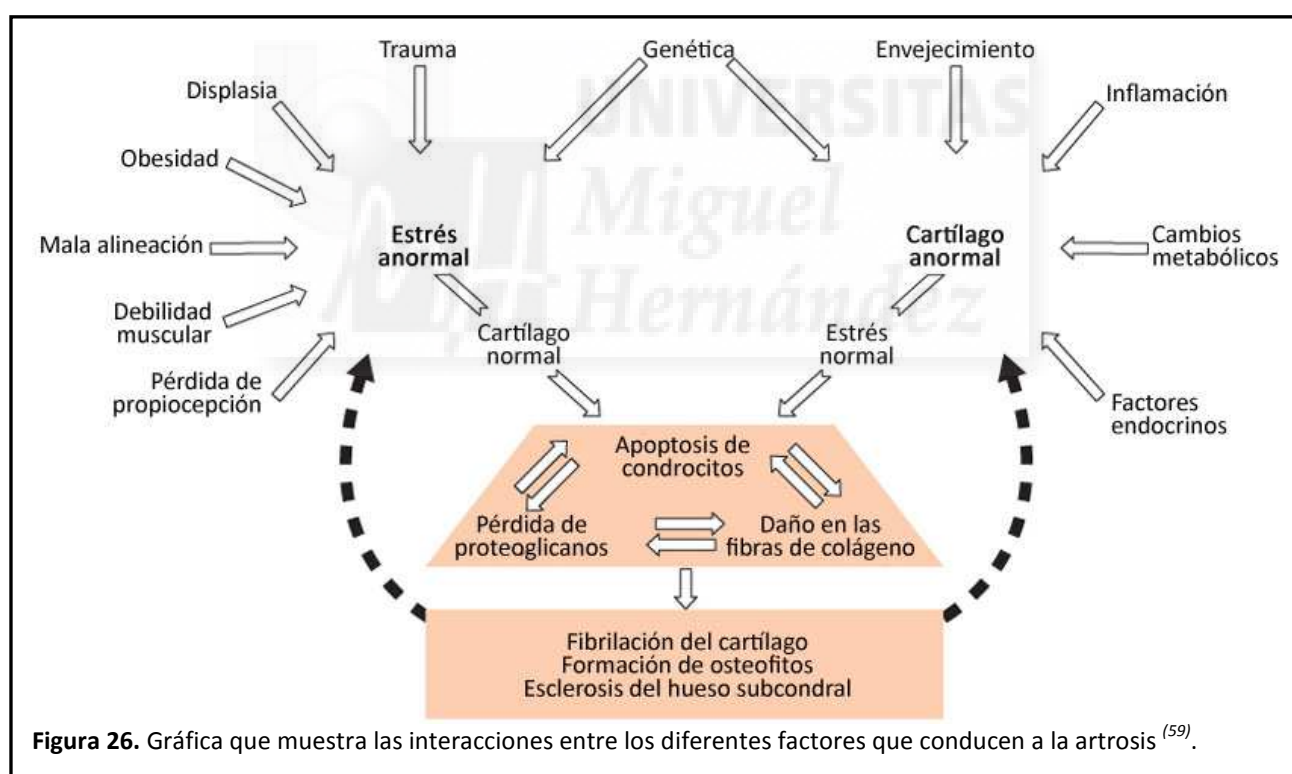 Trauma
Genética
Envejecimiento
Displasia
Inflamación
Obesidad
UNIVERSITAS
Miguel
Hernández
Mala alineación
Estrés
anormal
Cartílago
anormal
Cambios
metabólicos
Debilidad
muscular
Cartílago
normal
Estrés
normal
Pérdida de
propiocepción
Factores
endocrinos
Apoptosis de
condrocitos
Pérdida de
proteoglicanos
Daño en las
fibras de colágeno
Fibrilación del cartílago
Formación de osteofitos
Esclerosis del hueso subcondral
Figura 26. Gráfica que muestra las interacciones entre los diferentes factores que conducen a la artrosis (59).